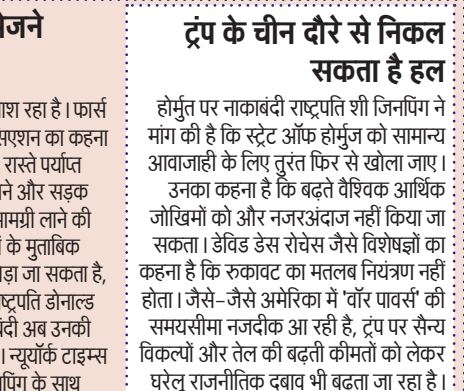 जने
ाश रहा है । फार्स
सएशन का कहना
रास्ते पर्याप्त
ने और सड़क
ामग्री लाने की
ं के मुताबिक
ड़ा जा सकता है,
ष्ट्रपति डोनाल्ड
बंदी अब उनकी
। न्यूयॉर्क टाइम्स
पिंग के साथ
ट्रंप के चीन दौरे से निकल
सकता है हल
होर्मुत पर नाकाबंदी राष्ट्रपति शी जिनपिंग ने
मांग की है कि स्ट्रेट ऑफ होर्मुज को सामान्य
आवाजाही के लिए तुरंत फिर से खोला जाए ।
उनका कहना है कि बढ़ते वैश्विक आर्थिक
जोखिमों को और नजरअंदाज नहीं किया जा
सकता । डेविड डेस रोचेस जैसे विशेषज्ञों का
कहना है कि रुकावट का मतलब नियंत्रण नहीं
होता । जैसे-जैसे अमेरिका में 'वॉर पावर्स' की
समयसीमा नजदीक आ रही है, ट्रंप पर सैन्य
विकल्पों और तेल की बढ़ती कीमतों को लेकर
घरेलू राजनीतिक दबाव भी बढ़ता जा रहा है ।